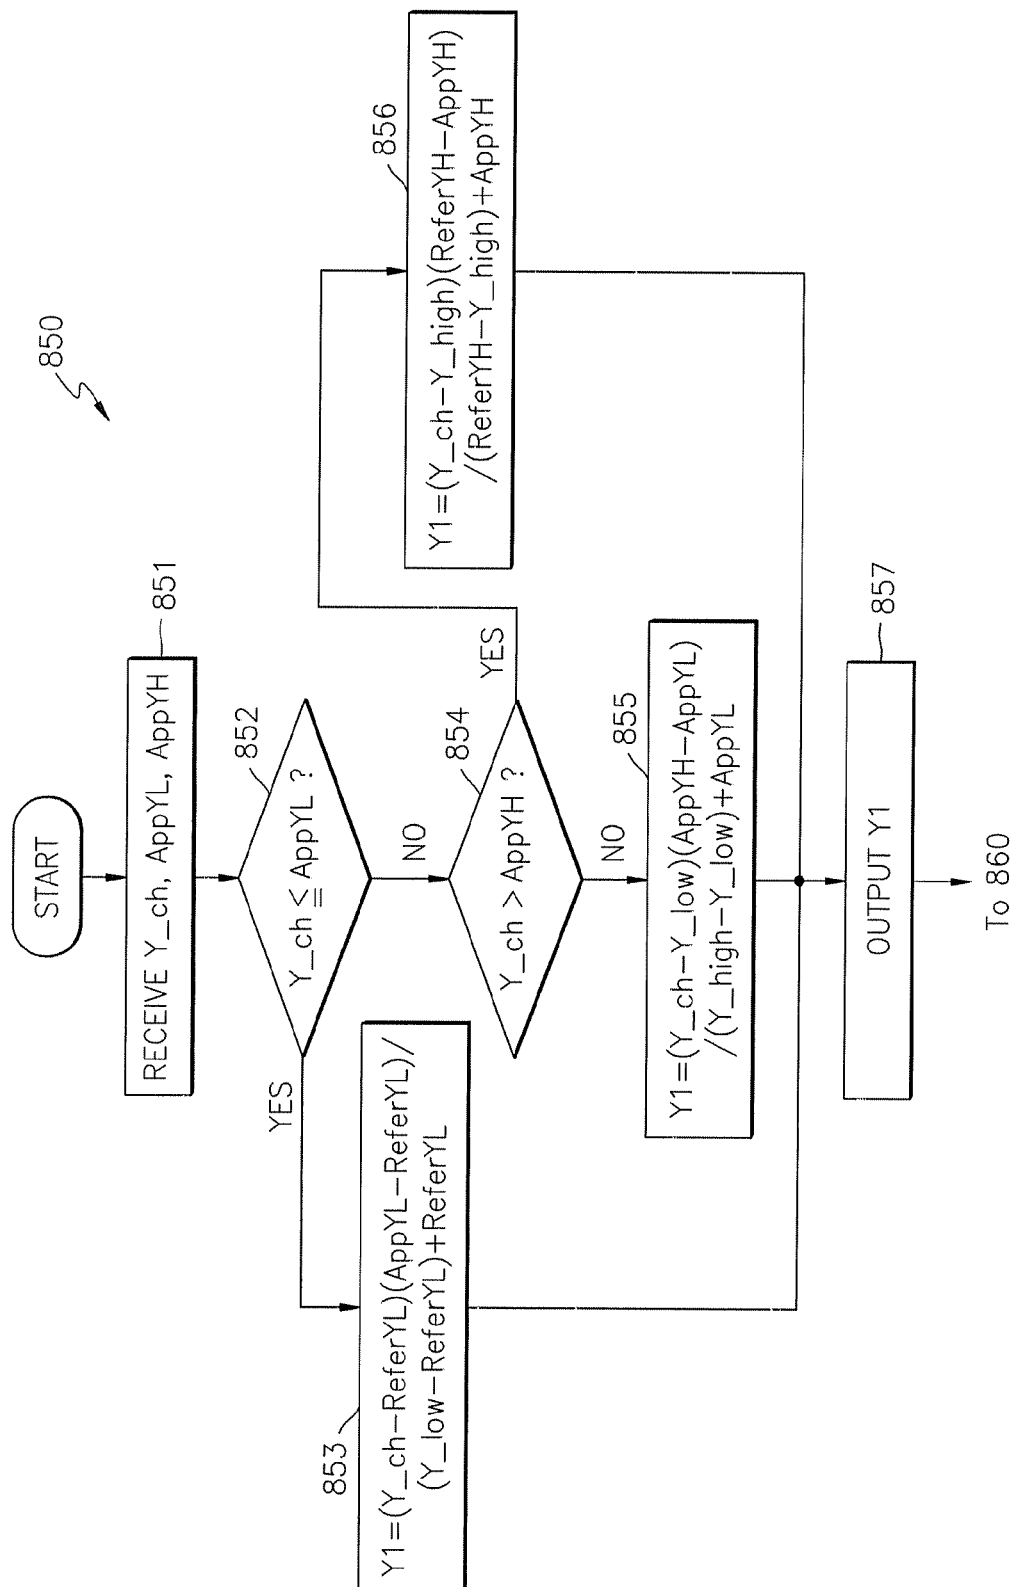 850
START
RECEIVE Y_ch, AppYL, AppYH
851
Y_ch ≦ AppYL ?
852
YES
NO
Y1=(Y_ch−ReferYL)(AppYL−ReferYL)/
(Y_low−ReferYL)+ReferYL
853
Y_ch > AppYH ?
854
YES
NO
Y1=(Y_ch−Y_low)(AppYH−AppYL)
/(Y_high−Y_low)+AppYL
855
Y1=(Y_ch−Y_high)(ReferYH−AppYH)
/(ReferYH−Y_high)+AppYH
856
OUTPUT Y1
857
To 860